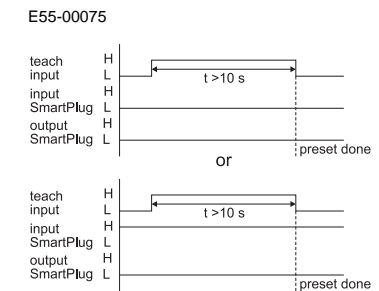 E55-00075
teach H
input L
t >10 s
input H
SmartPlug L
output H
SmartPlug L
preset done
or
teach H
input L
t >10 s
input H
SmartPlug L
output H
SmartPlug L
preset done